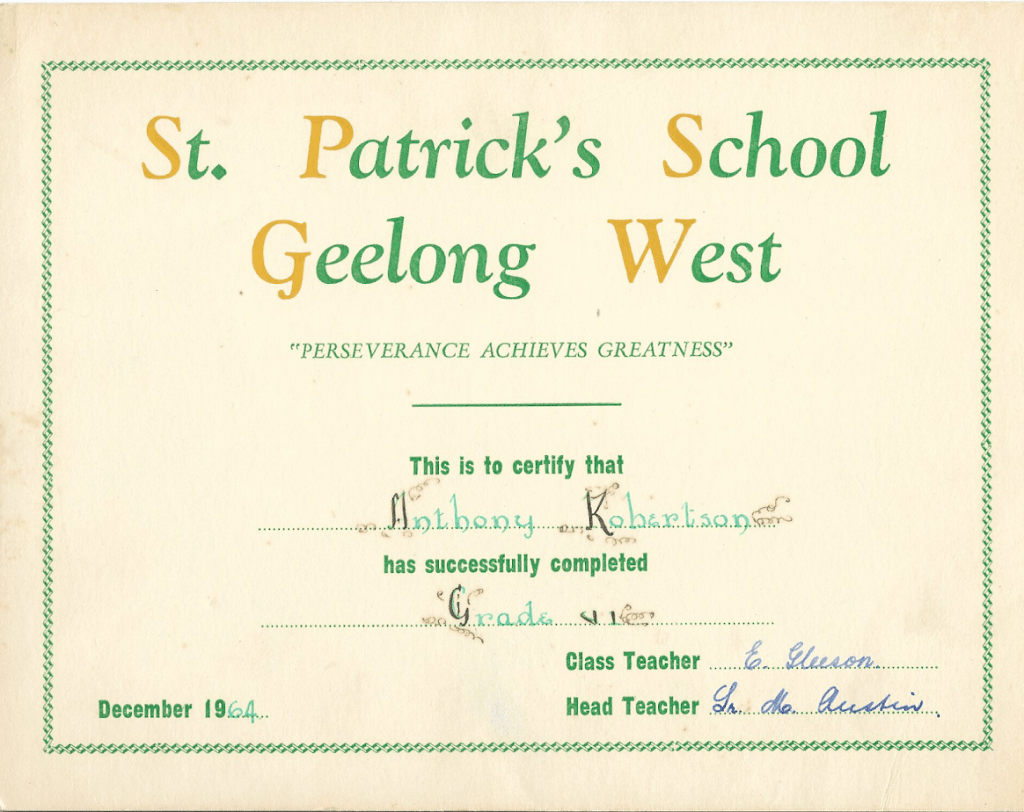 St. Patrick's School
Geelong West
"PERSEVERANCE ACHIEVES GREATNESS"
This is to certify that
Anthony Robertson
has successfully completed
Grade VI
Class Teacher E. Gleeson.
December 1964
Head Teacher Sr. M. Austin.